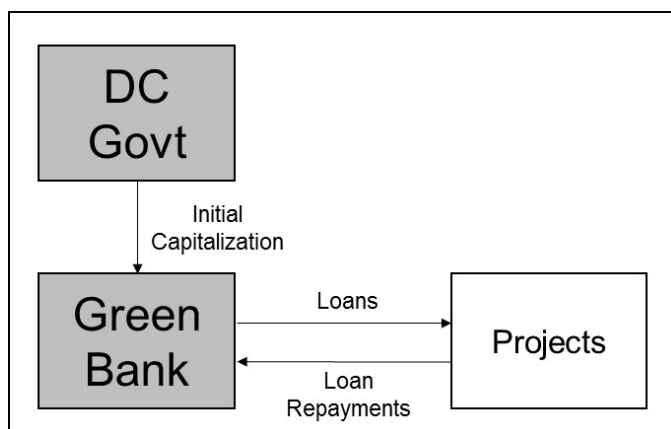 DC
Govt
Initial
Capitalization
Green
Bank
Loans
Loan
Repayments
Projects